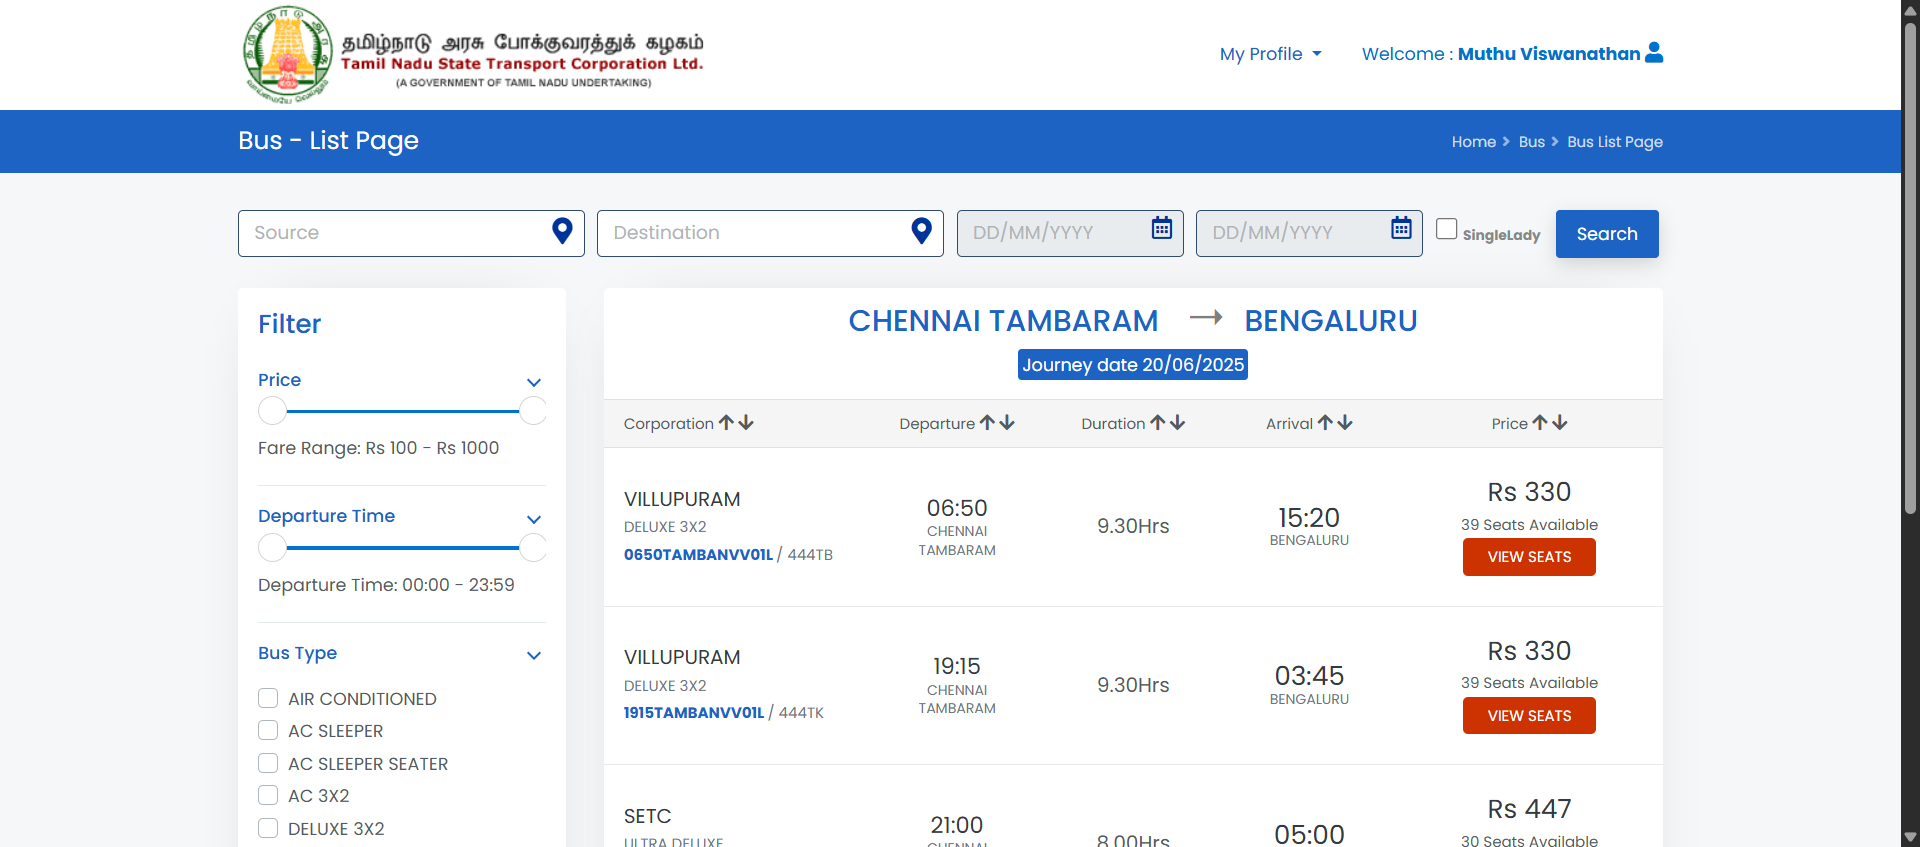 தமிழ்நாடு அரசு போக்குவரத்துக் கழகம்
Tamil Nadu State Transport Corporation Ltd.
(A GOVERNMENT OF TAMIL NADU UNDERTAKING)
My Profile
Welcome : Muthu Viswanathan
Bus - List Page
Home > Bus > Bus List Page
Source
Destination
DD/MM/YYYY
DD/MM/YYYY
SingleLady
Search
Filter
Price
Fare Range: Rs 100 - Rs 1000
Departure Time
Departure Time: 00:00 - 23:59
Bus Type
AIR CONDITIONED
AC SLEEPER
AC SLEEPER SEATER
AC 3X2
DELUXE 3X2
CHENNAI TAMBARAM → BENGALURU
Journey date 20/06/2025
Corporation Departure Duration Arrival Price
VILLUPURAM
DELUXE 3X2
0650TAMBANVV01L / 444TB
06:50
CHENNAI
TAMBARAM
9.30Hrs
15:20
BENGALURU
Rs 330
39 Seats Available
VIEW SEATS
VILLUPURAM
DELUXE 3X2
1915TAMBANVV01L / 444TK
19:15
CHENNAI
TAMBARAM
9.30Hrs
03:45
BENGALURU
Rs 330
39 Seats Available
VIEW SEATS
SETC
ULTRA DELUXE
21:00
CHENNAI
8.00Hrs
05:00
Rs 447
30 Seats Available